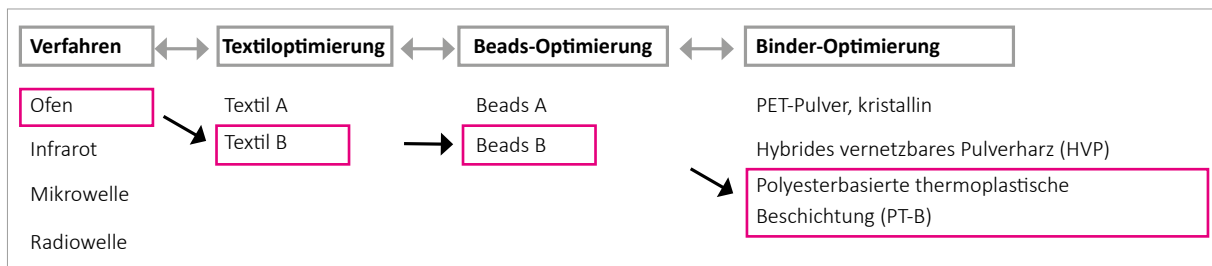 Verfahren
Textiloptimierung
Beads-Optimierung
Binder-Optimierung
Ofen
Infrarot
Mikrowelle
Radiowelle
Textil A
Textil B
Beads A
Beads B
PET-Pulver, kristallin
Hybrides vernetzbares Pulverharz (HVP)
Polyesterbasierte thermoplastische
Beschichtung (PT-B)